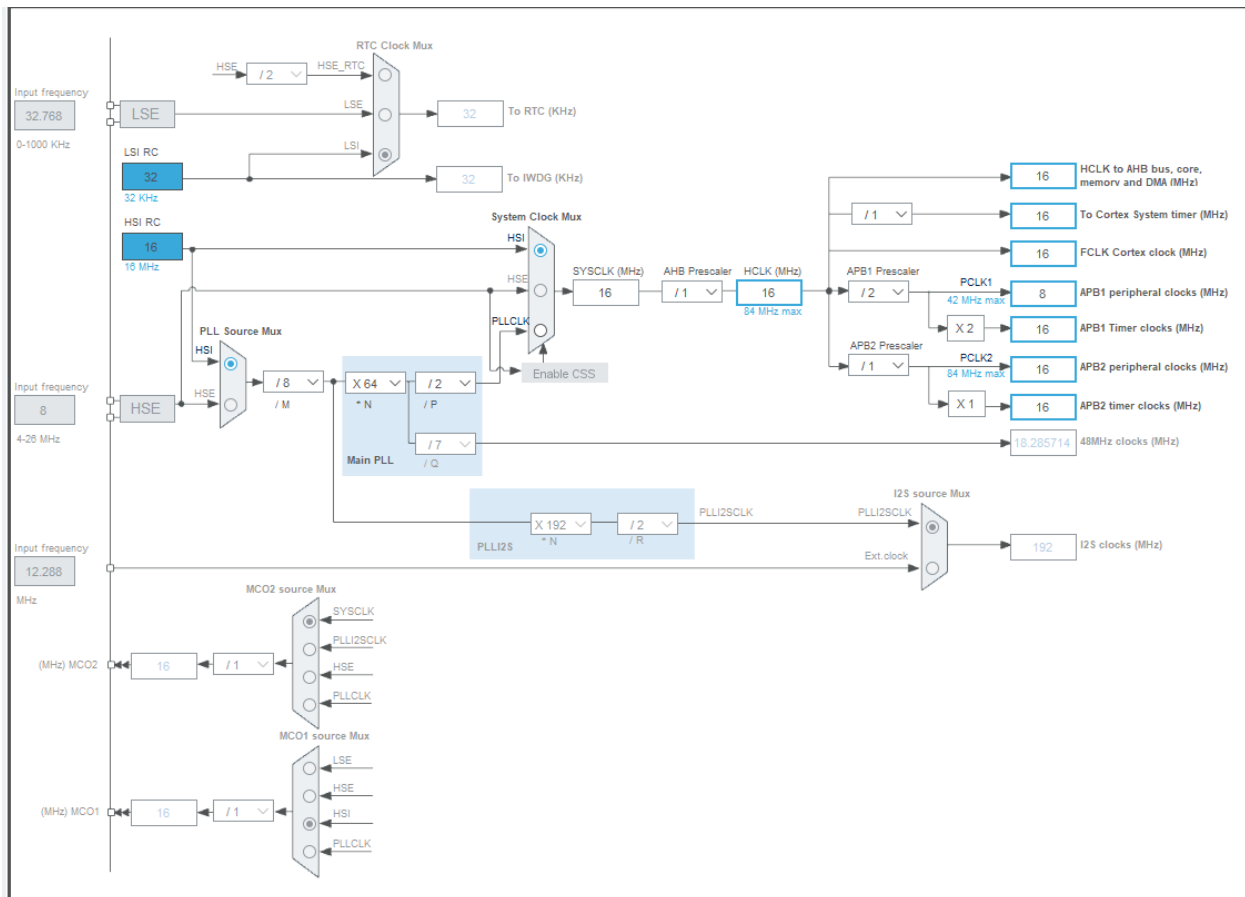 RTC Clock Mux
HSE
/ 2
HSE_RTC
Input frequency
32.768
0-1000 KHz
LSE
LSE
32
To RTC (KHz)
LSI RC
32
32 KHz
LSI
32
To IWDG (KHz)
HSI RC
16
16 MHz
System Clock Mux
HSI
HSE
PLLCLK
Enable CSS
SYSCLK (MHz)
16
AHB Prescaler
/ 1
HCLK (MHz)
16
84 MHz max
16
HCLK to AHB bus, core,
memory and DMA (MHz)
/ 1
16
To Cortex System timer (MHz)
16
FCLK Cortex clock (MHz)
APB1 Prescaler
/ 2
PCLK1
42 MHz max
8
APB1 peripheral clocks (MHz)
X 2
16
APB1 Timer clocks (MHz)
APB2 Prescaler
/ 1
PCLK2
84 MHz max
16
APB2 peripheral clocks (MHz)
X 1
16
APB2 timer clocks (MHz)
PLL Source Mux
HSI
HSE
Input frequency
8
4-26 MHz
HSE
/ 8
/ M
X 64
* N
/ 2
/ P
/ 7
/ Q
Main PLL
18.285714
48MHz clocks (MHz)
X 192
* N
/ 2
/ R
PLLI2S
PLLI2SCLK
I2S source Mux
PLLI2SCLK
Ext.clock
192
I2S clocks (MHz)
Input frequency
12.288
MHz
MCO2 source Mux
SYSCLK
PLLI2SCLK
HSE
PLLCLK
(MHz) MCO2
16
/ 1
MCO1 source Mux
LSE
HSE
HSI
PLLCLK
(MHz) MCO1
16
/ 1